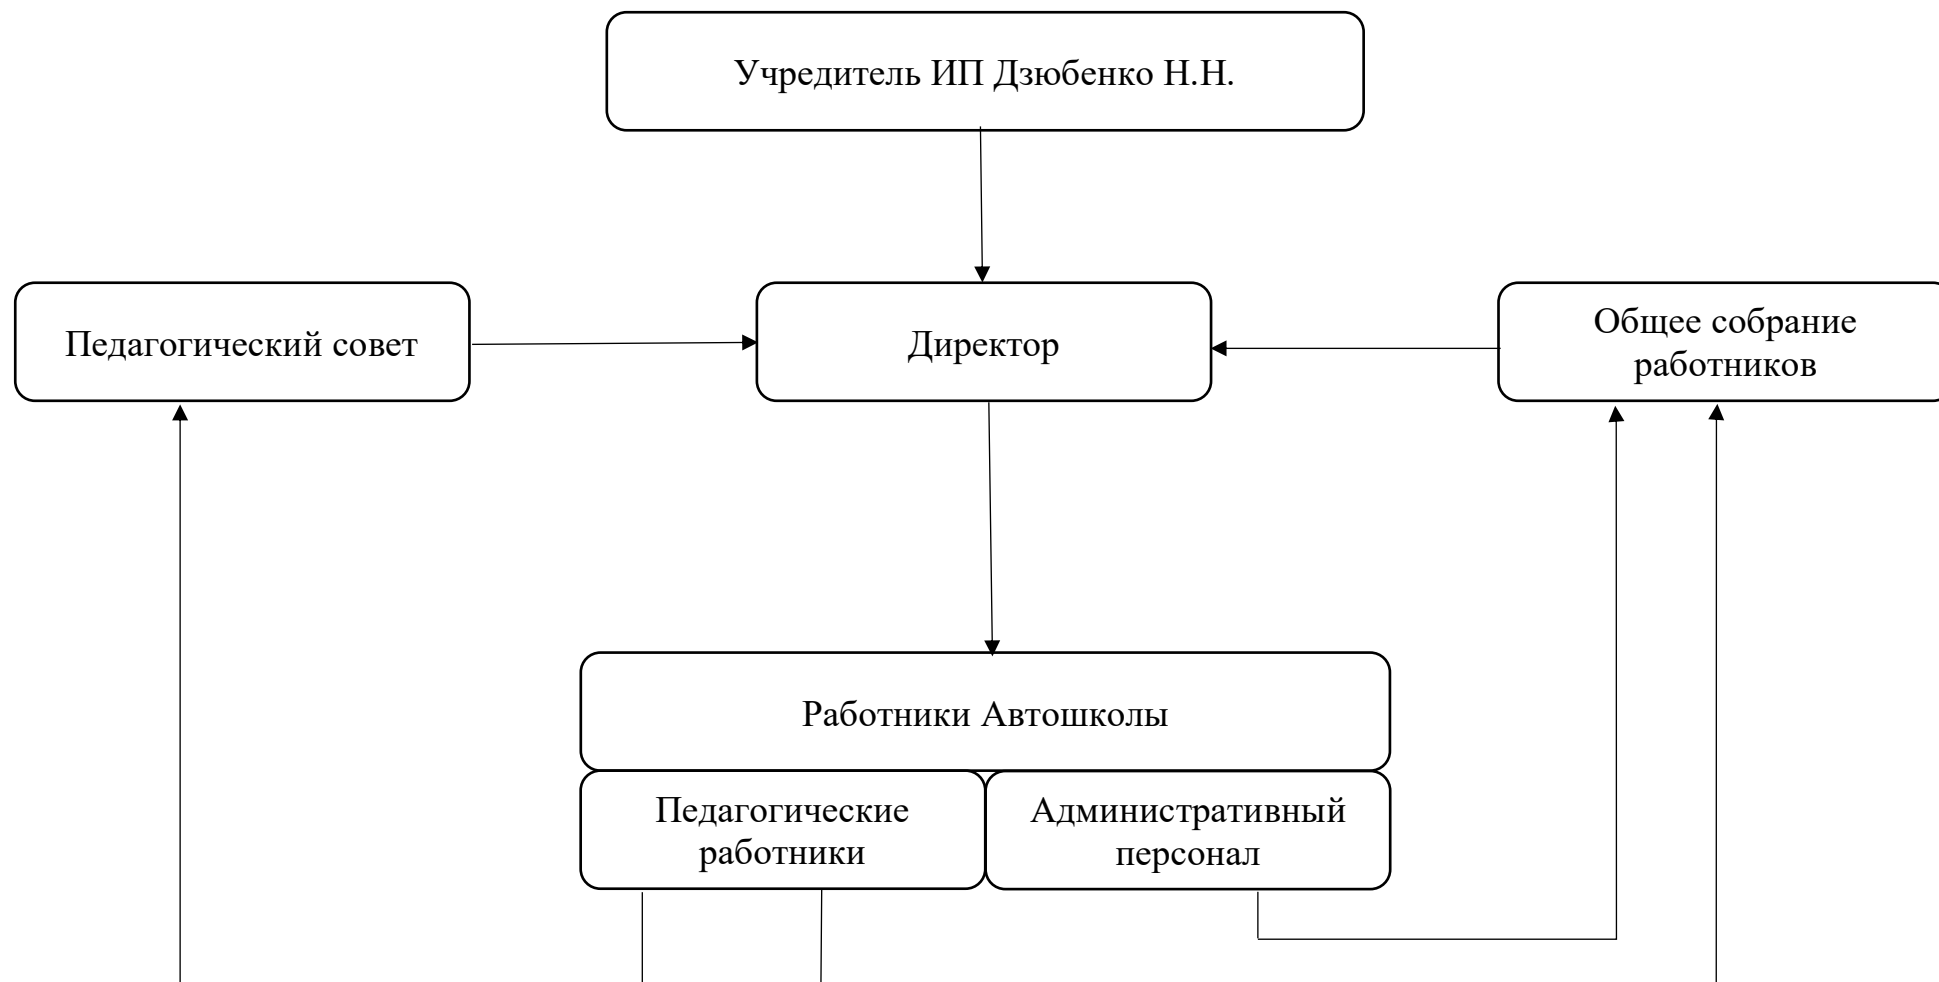 Учредитель ИП Дзюбенко Н.Н.
Педагогический совет
Директор
Общее собрание
работников
Работники Автошколы
Педагогические
работники
Административный
персонал